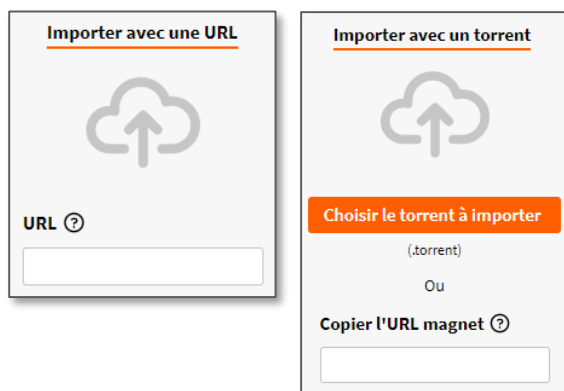 Importer avec une URL
URL ?
Importer avec un torrent
Choisir le torrent à importer
(.torrent)
Ou
Copier l'URL magnet ?